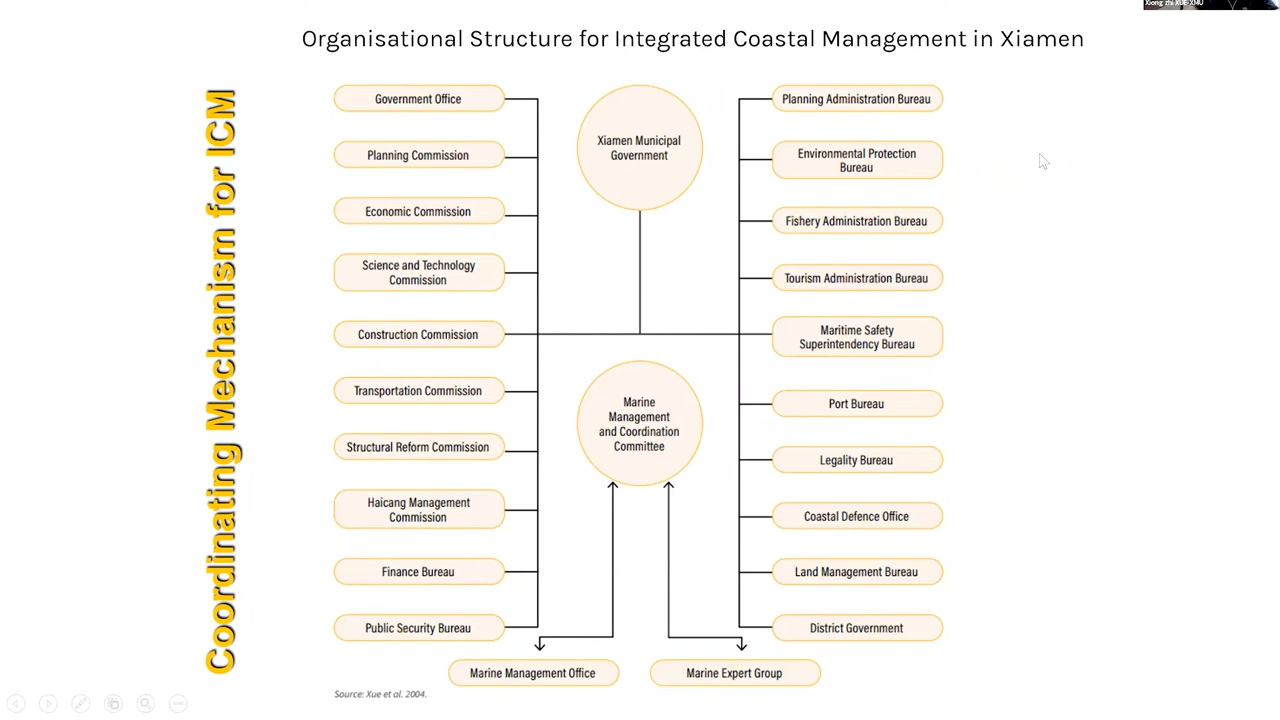 Xiong zhi XUE-XMU
Organisational Structure for Integrated Coastal Management in Xiamen
Coordinating Mechanism for ICM
Government Office
Planning Commission
Economic Commission
Science and Technology
Commission
Construction Commission
Transportation Commission
Structural Reform Commission
Haicang Management
Commission
Finance Bureau
Public Security Bureau
Xiamen Municipal
Government
Marine
Management
and Coordination
Committee
Planning Administration Bureau
Environmental Protection
Bureau
Fishery Administration Bureau
Tourism Administration Bureau
Maritime Safety
Superintendency Bureau
Port Bureau
Legality Bureau
Coastal Defence Office
Land Management Bureau
District Government
Marine Management Office
Marine Expert Group
Source: Xue et al. 2004.